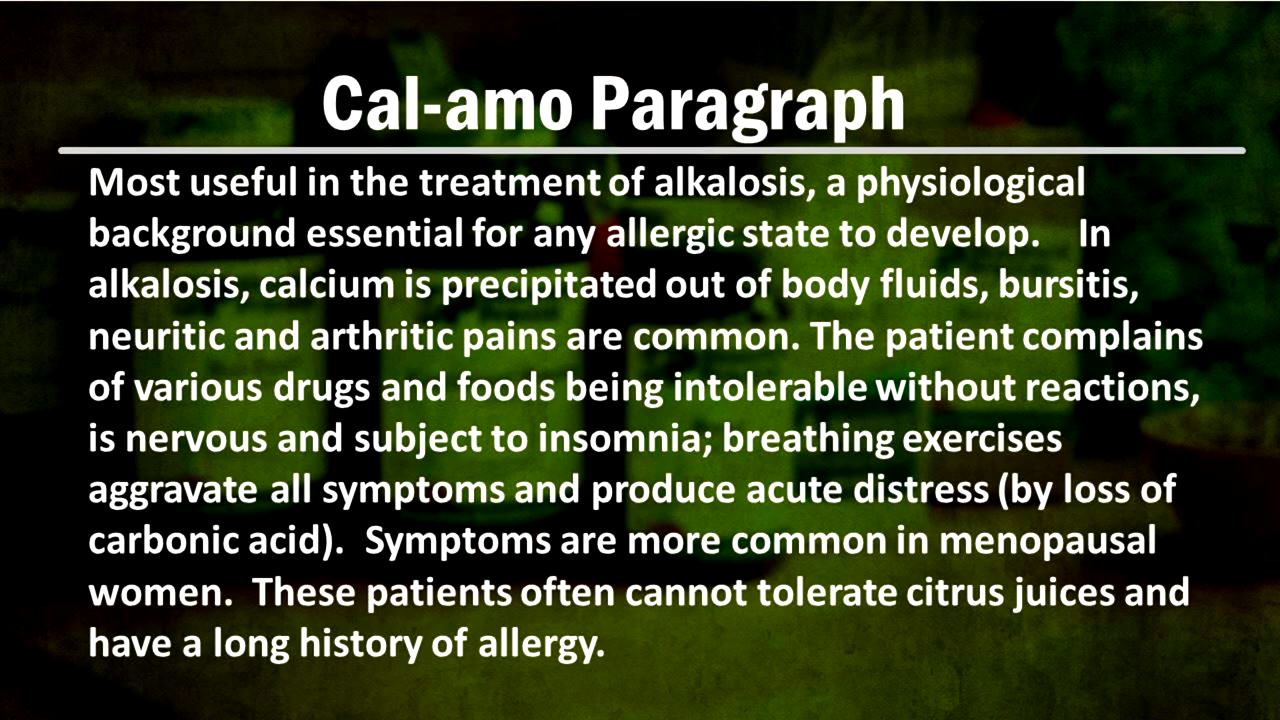 Cal-amo Paragraph
Most useful in the treatment of alkalosis, a physiological
background essential for any allergic state to develop. In
alkalosis, calcium is precipitated out of body fluids, bursitis,
neuritic and arthritic pains are common. The patient complains
of various drugs and foods being intolerable without reactions,
is nervous and subject to insomnia; breathing exercises
aggravate all symptoms and produce acute distress (by loss of
carbonic acid). Symptoms are more common in menopausal
women. These patients often cannot tolerate citrus juices and
have a long history of allergy.